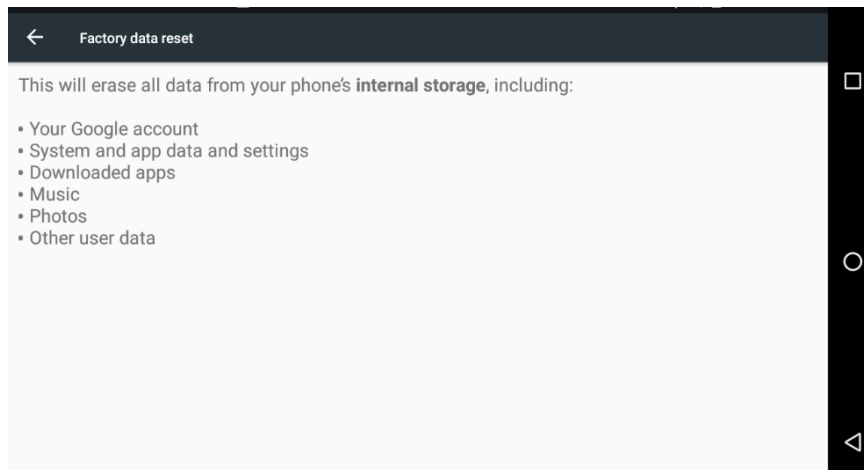 Factory data reset
This will erase all data from your phone's internal storage, including:
• Your Google account
• System and app data and settings
• Downloaded apps
• Music
• Photos
• Other user data